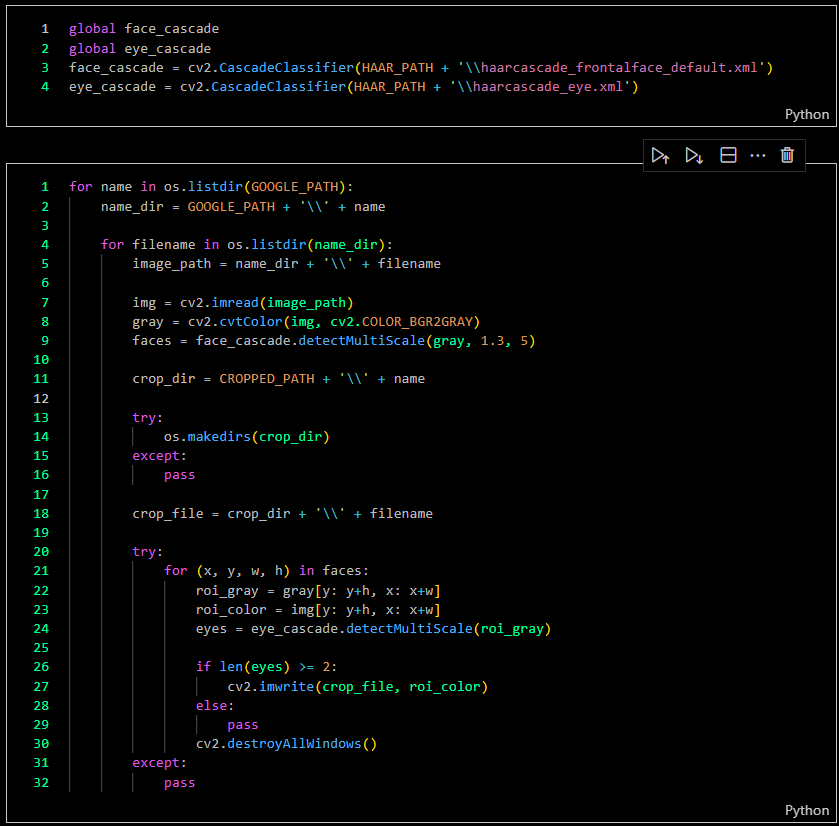 1 global face_cascade
2 global eye_cascade
3 face_cascade = cv2.CascadeClassifier(HAAR_PATH + '\\haarcascade_frontalface_default.xml')
4 eye_cascade = cv2.CascadeClassifier(HAAR_PATH + '\\haarcascade_eye.xml')
Python
1 for name in os.listdir(GOOGLE_PATH):
2     name_dir = GOOGLE_PATH + '\\' + name
3
4     for filename in os.listdir(name_dir):
5         image_path = name_dir + '\\' + filename
6
7         img = cv2.imread(image_path)
8         gray = cv2.cvtColor(img, cv2.COLOR_BGR2GRAY)
9         faces = face_cascade.detectMultiScale(gray, 1.3, 5)
10
11         crop_dir = CROPPED_PATH + '\\' + name
12
13         try:
14             os.makedirs(crop_dir)
15         except:
16             pass
17
18         crop_file = crop_dir + '\\' + filename
19
20         try:
21             for (x, y, w, h) in faces:
22                 roi_gray = gray[y: y+h, x: x+w]
23                 roi_color = img[y: y+h, x: x+w]
24                 eyes = eye_cascade.detectMultiScale(roi_gray)
25
26                 if len(eyes) >= 2:
27                     cv2.imwrite(crop_file, roi_color)
28                 else:
29                     pass
30                 cv2.destroyAllWindows()
31         except:
32             pass
Python